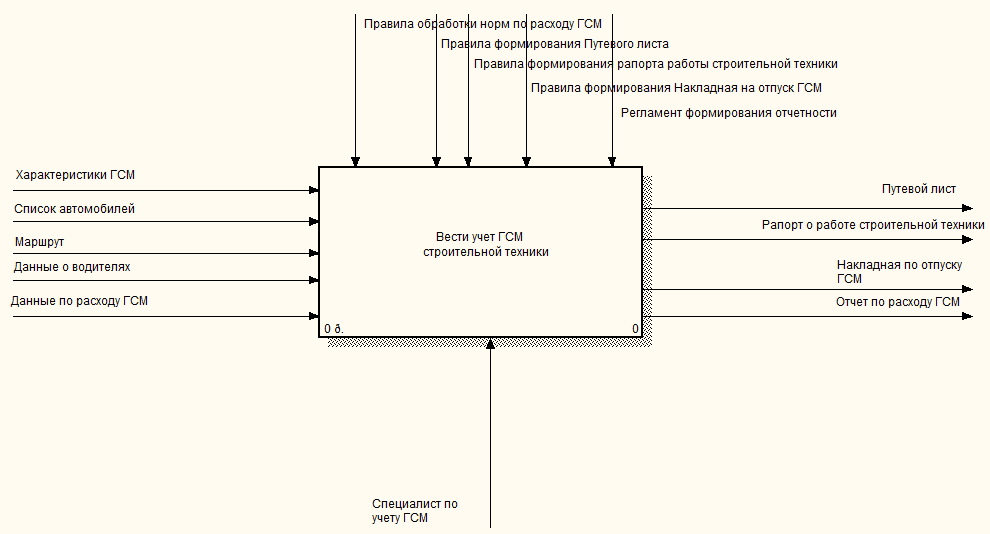 Правила обработки норм по расходу ГСМ
Правила формирования Путевого листа
Правила формирования рапорта работы строительной техники
Правила формирования Накладная на отпуск ГСМ
Регламент формирования отчетности
Характеристики ГСМ
Список автомобилей
Маршрут
Данные о водителях
Данные по расходу ГСМ
Вести учет ГСМ
строительной техники
0 ð.
0
Путевой лист
Рапорт о работе строительной техники
Накладная по отпуску
ГСМ
Отчет по расходу ГСМ
Специалист по
учету ГСМ